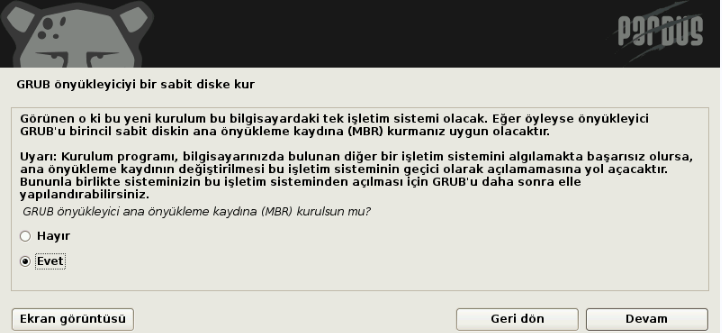 PARDUS
GRUB önyükleyiciyi bir sabit diske kur
Görünen o ki bu yeni kurulum bu bilgisayardaki tek işletim sistemi olacak. Eğer öyleyse önyükleyici
GRUB'u birincil sabit diskin ana önyükleme kaydına (MBR) kurmanız uygun olacaktır.
Uyarı: Kurulum programı, bilgisayarınızda bulunan diğer bir işletim sistemini algılamakta başarısız olursa,
ana önyükleme kaydının değiştirilmesi bu işletim sisteminin geçici olarak açılamamasına yol açacaktır.
Bununla birlikte sisteminizin bu işletim sisteminden açılması için GRUB'u daha sonra elle
yapılandırabilirsiniz.
GRUB önyükleyici ana önyükleme kaydına (MBR) kurulsun mu?
Hayır
Evet
Ekran görüntüsü
Geri dön
Devam